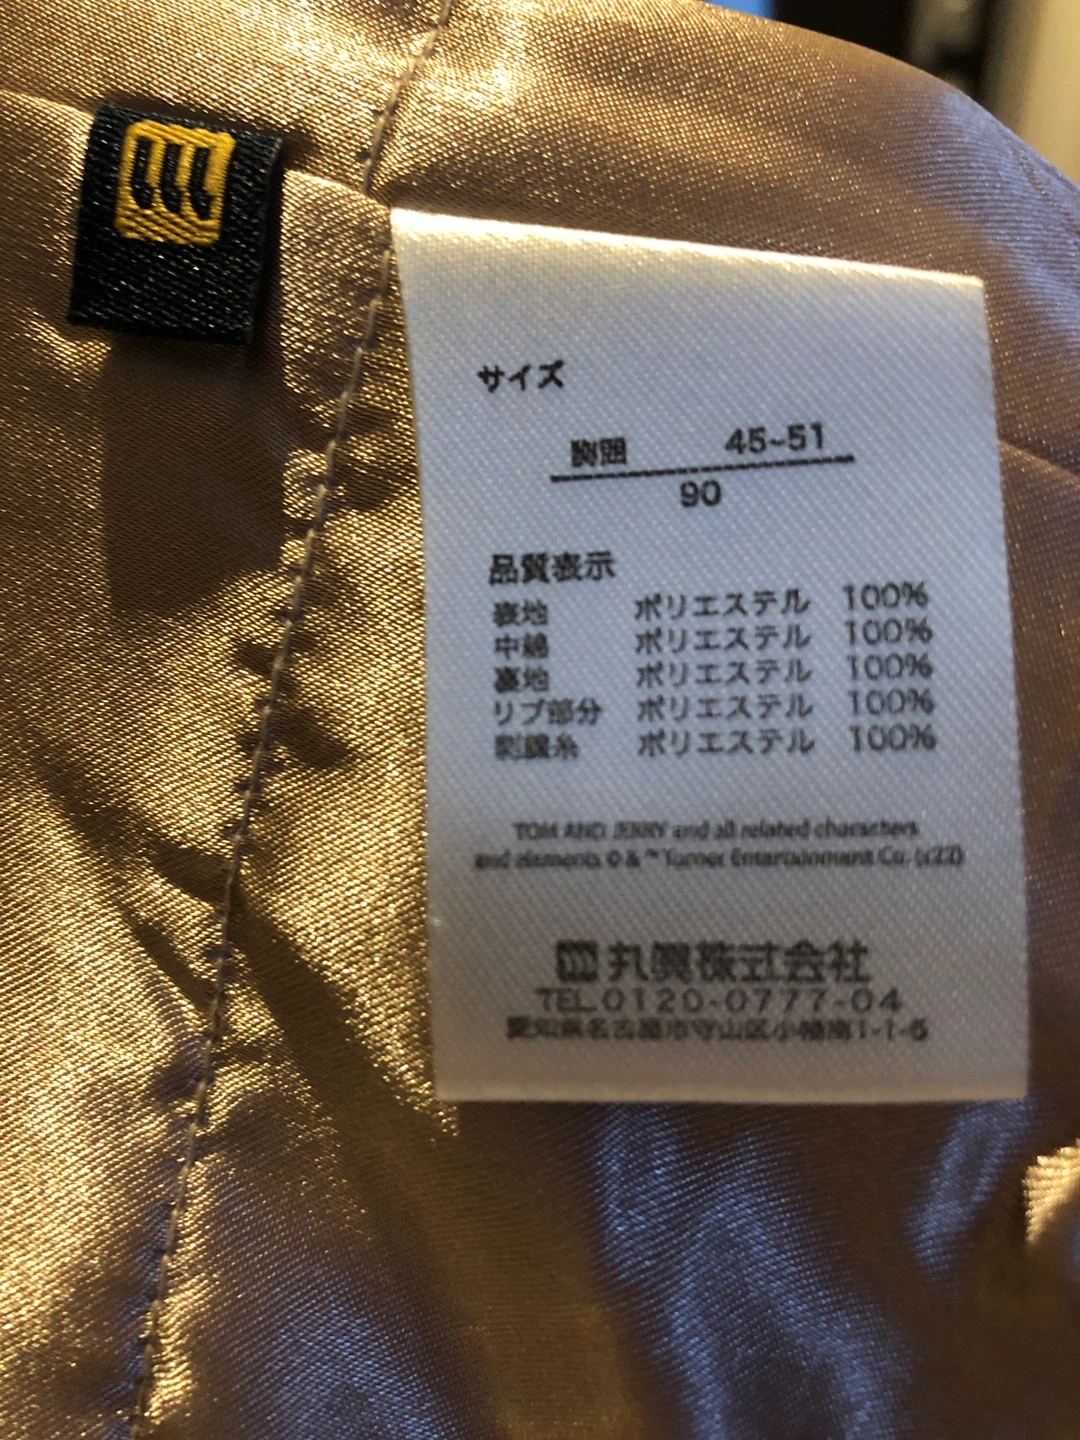 サイズ
胸囲 45~51
90
品質表示
表地 ポリエステル 100%
中綿 ポリエステル 100%
裏地 ポリエステル 100%
リブ部分 ポリエステル 100%
刺繍糸 ポリエステル 100%
TOM AND JERRY and all related characters
and elements © & ™ Turner Entertainment Co. (s22)
丸眞株式会社
TEL.0120-0777-04
愛知県名古屋市守山区小幡南1-1-5